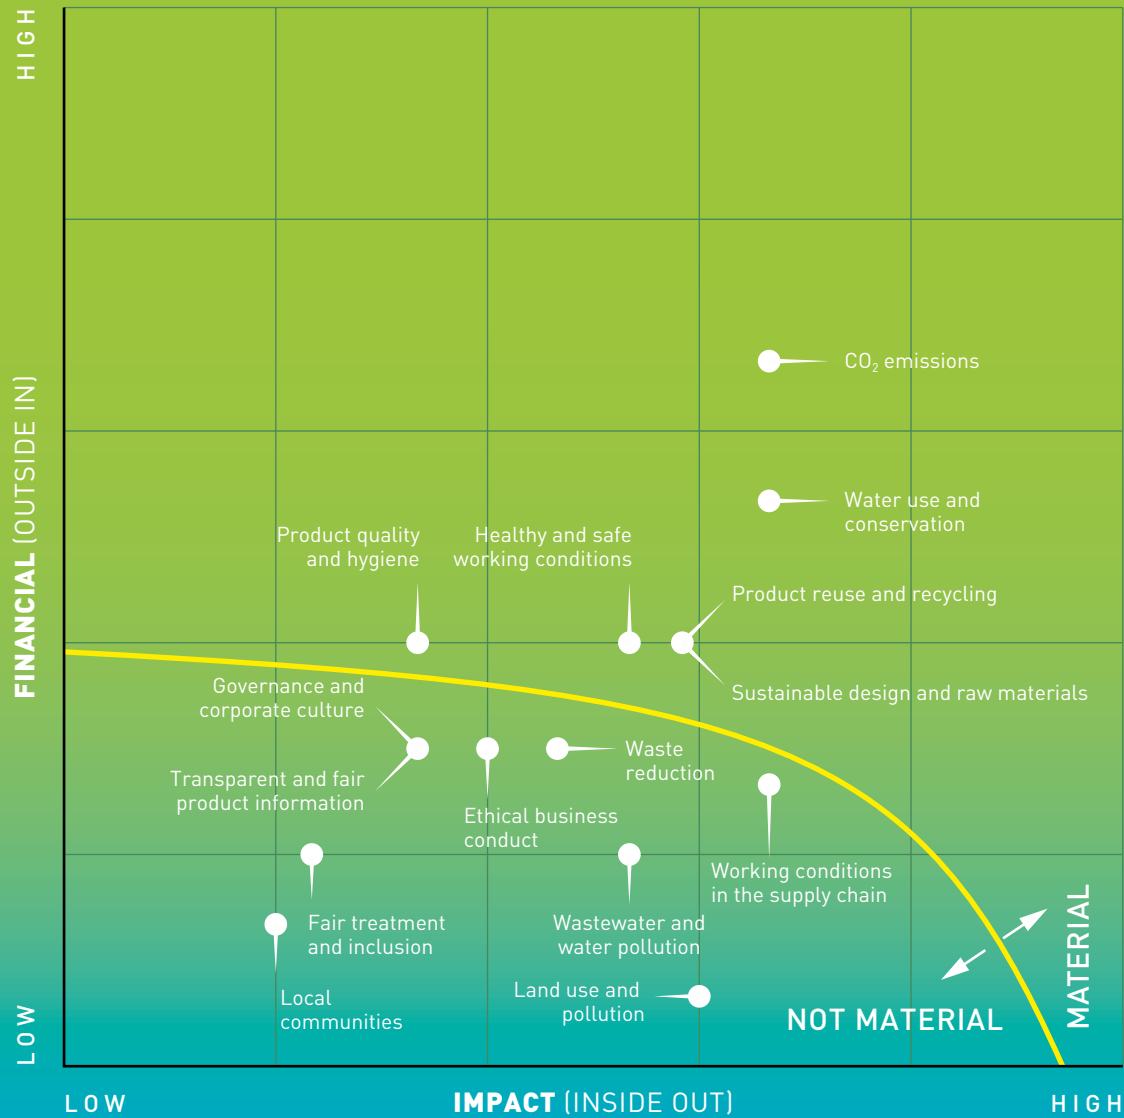 HIGH
CO₂ emissions
FINANCIAL (OUTSIDE IN)
Water use and
conservation
Product quality
and hygiene
Healthy and safe
working conditions
Product reuse and recycling
Sustainable design and raw materials
Governance and
corporate culture
Transparent and fair
product information
Waste
reduction
Ethical business
conduct
Working conditions
in the supply chain
Fair treatment
and inclusion
Wastewater and
water pollution
Local
communities
Land use and
pollution
NOT MATERIAL
MATERIAL
LOW
LOW
IMPACT (INSIDE OUT)
HIGH